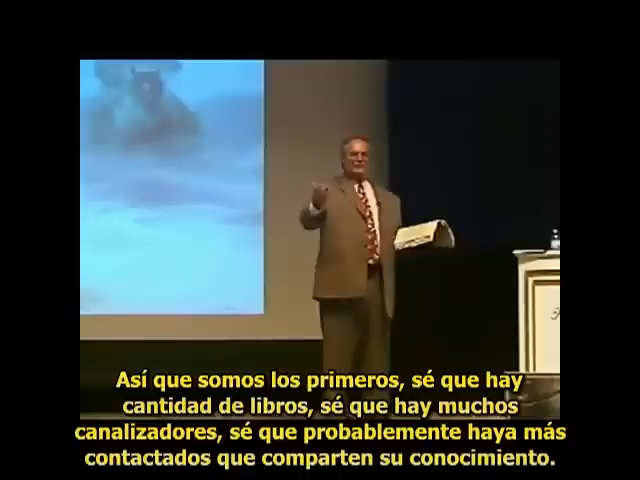 Así que somos los primeros, sé que hay
cantidad de libros, sé que hay muchos
canalizadores, sé que probablemente haya más
contactados que comparten su conocimiento.